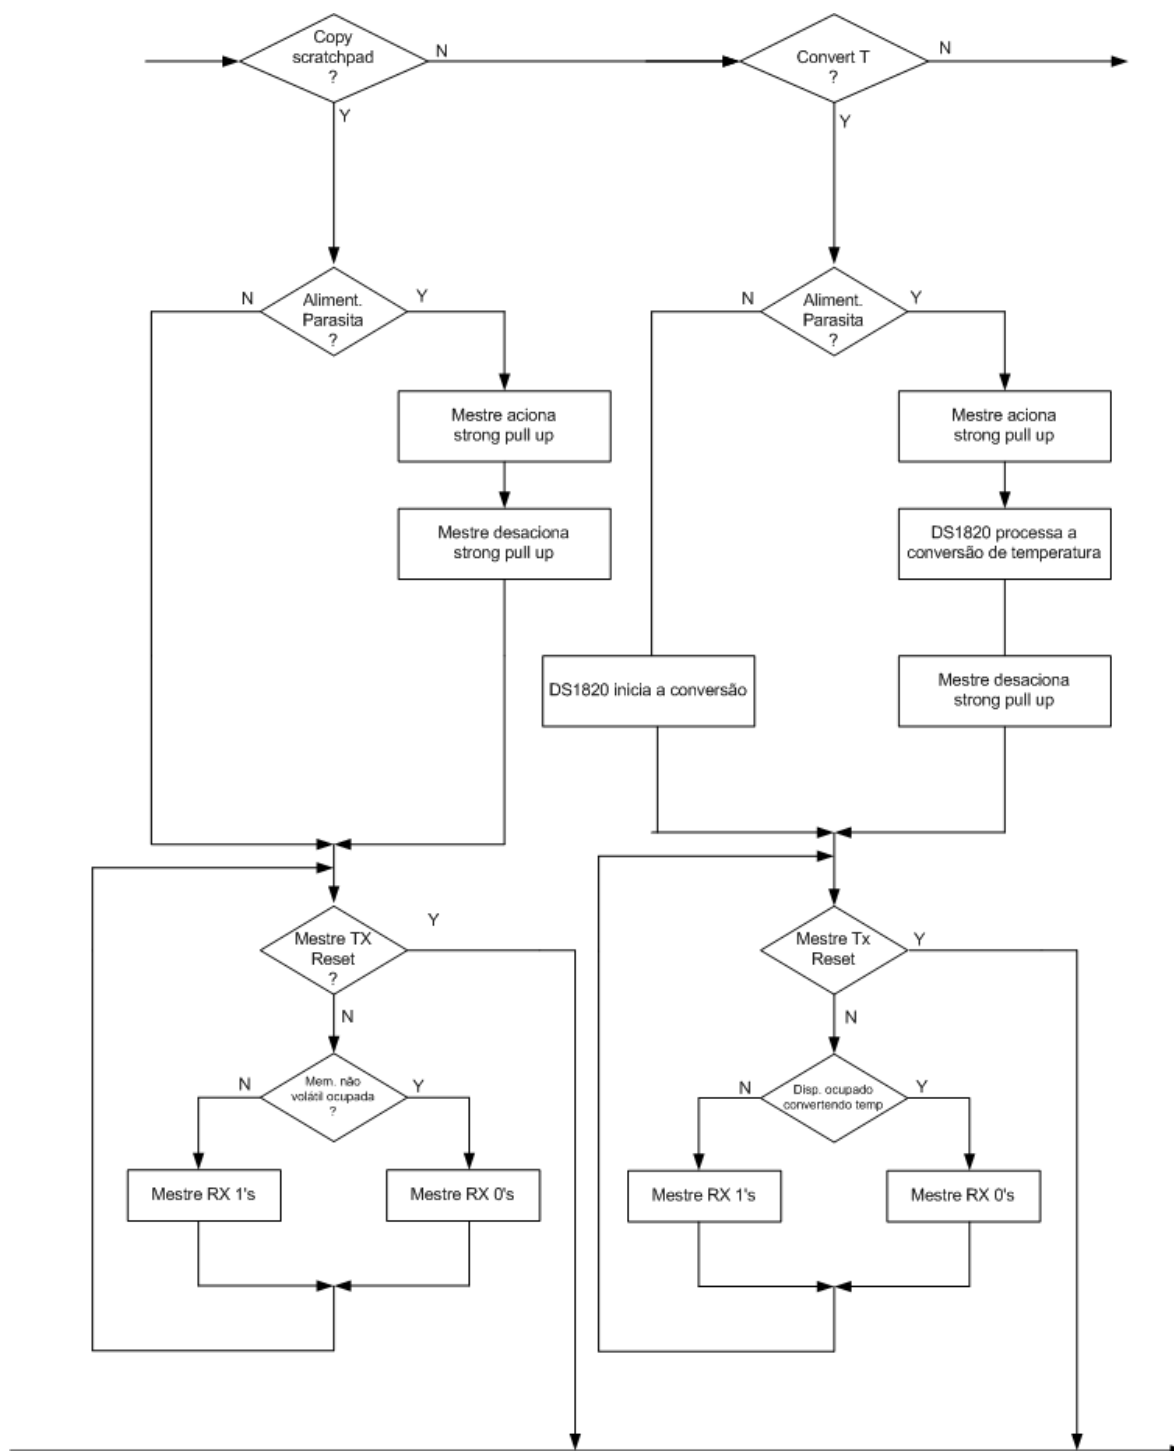 Copy
scratchpad
?
N
Y
Convert T
?
N
Y
N
Aliment.
Parasita
?
Y
N
Aliment.
Parasita
?
Y
Mestre aciona
strong pull up
Mestre aciona
strong pull up
Mestre desaciona
strong pull up
DS1820 processa a
conversão de temperatura
DS1820 inicia a conversão
Mestre desaciona
strong pull up
Mestre TX
Reset
?
Y
N
Mestre Tx
Reset
Y
N
N
Mem. não
volátil ocupada
?
Y
N
Disp. ocupado
convertendo temp
Y
Mestre RX 1's
Mestre RX 0's
Mestre RX 1's
Mestre RX 0's